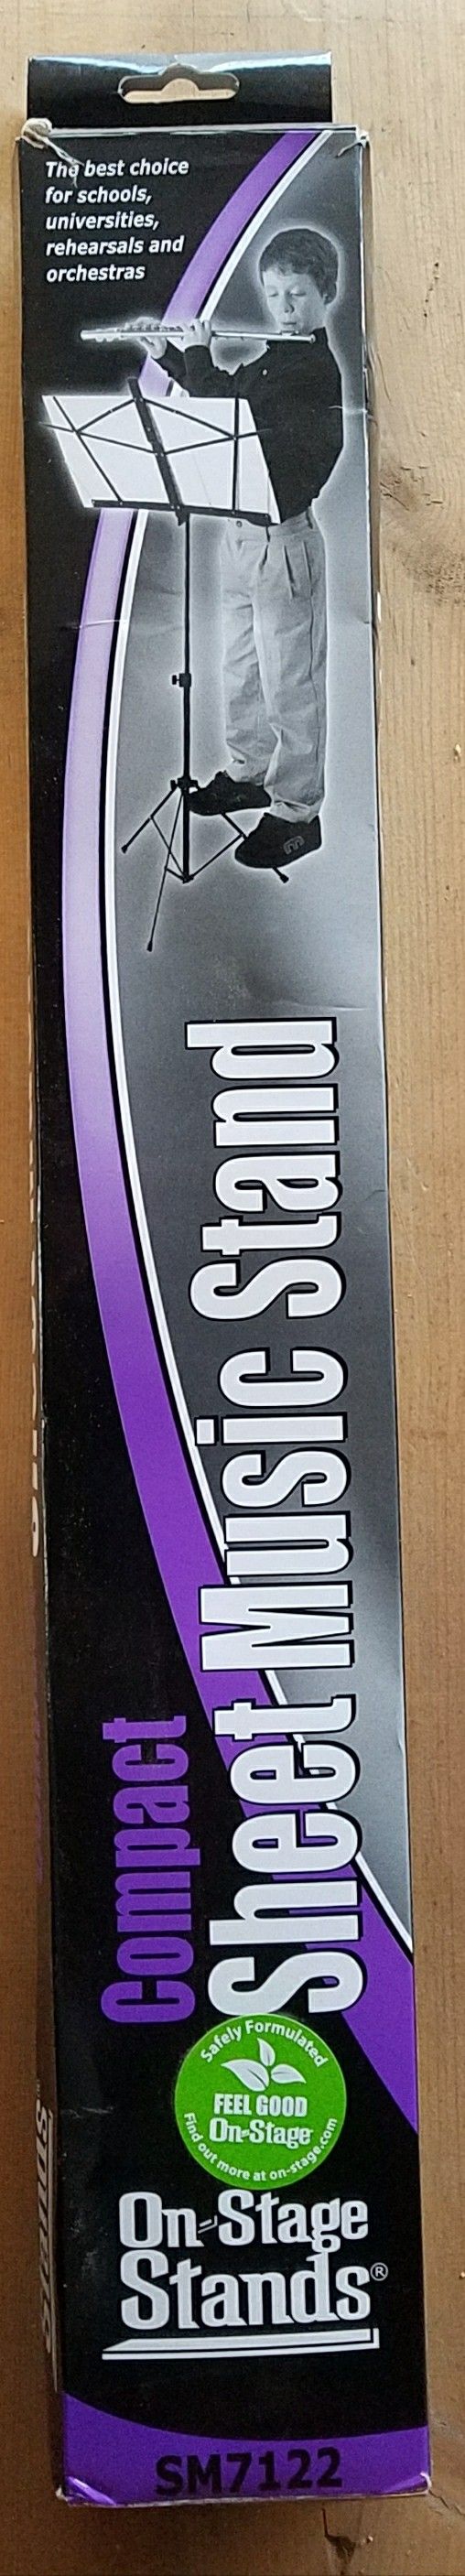 The best choice
for schools,
universities,
rehearsals and
orchestras
Compact
Sheet Music Stand
Safely Formulated
FEEL GOOD
On-Stage
Find out more at on-stage.com
On-Stage
Stands®
SM7122